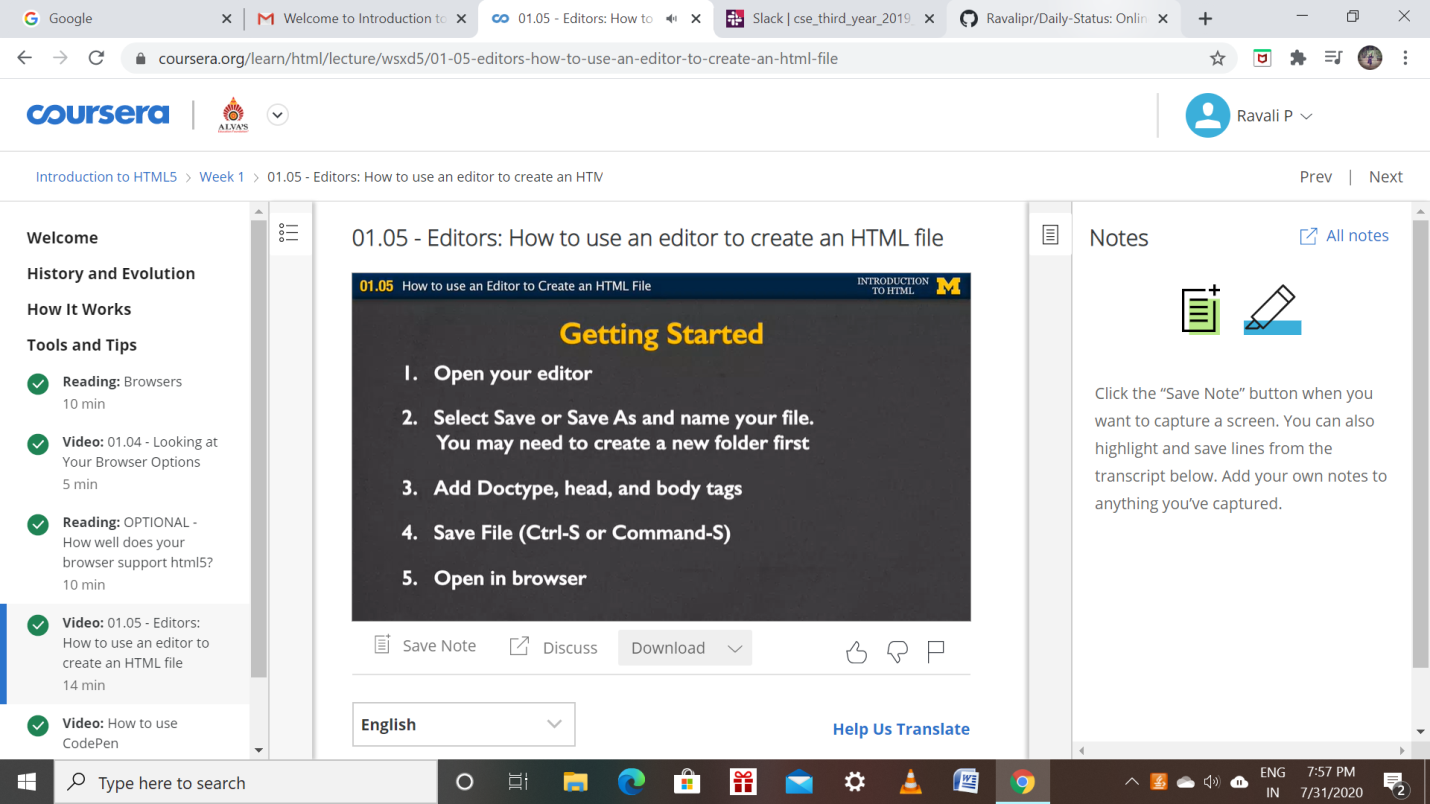 Google
Welcome to Introduction to
01.05 - Editors: How to
Slack | cse_third_year_2019_
Ravalipr/Daily-Status: Onlin
coursera.org/learn/html/lecture/wsxd5/01-05-editors-how-to-use-an-editor-to-create-an-html-file
coursera
ALVA'S
Ravali P
Introduction to HTML5 > Week 1 > 01.05 - Editors: How to use an editor to create an HTM
Prev | Next
Welcome
History and Evolution
How It Works
Tools and Tips
Reading: Browsers
10 min
Video: 01.04 - Looking at
Your Browser Options
5 min
Reading: OPTIONAL -
How well does your
browser support html5?
10 min
Video: 01.05 - Editors:
How to use an editor to
create an HTML file
14 min
Video: How to use
CodePen
01.05 - Editors: How to use an editor to create an HTML file
01.05 How to use an Editor to Create an HTML File
INTRODUCTION
TO HTML
M
Getting Started
1. Open your editor
2. Select Save or Save As and name your file.
You may need to create a new folder first
3. Add Doctype, head, and body tags
4. Save File (Ctrl-S or Command-S)
5. Open in browser
Save Note
Discuss
Download
English
Help Us Translate
Notes
All notes
Click the “Save Note” button when you
want to capture a screen. You can also
highlight and save lines from the
transcript below. Add your own notes to
anything you’ve captured.
Type here to search
ENG
IN
7:57 PM
7/31/2020
2